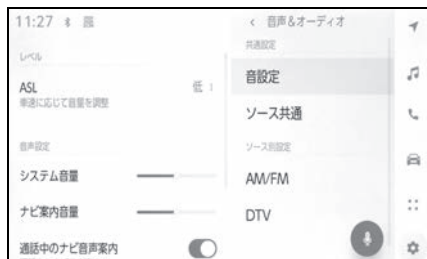 11:27
レベル
ASL
低
車速に応じて音量を調整
音声設定
システム音量
ナビ案内音量
通話中のナビ音声案内
< 音声&オーディオ
共通設定
音設定
ソース共通
ソース別設定
AM/FM
DTV